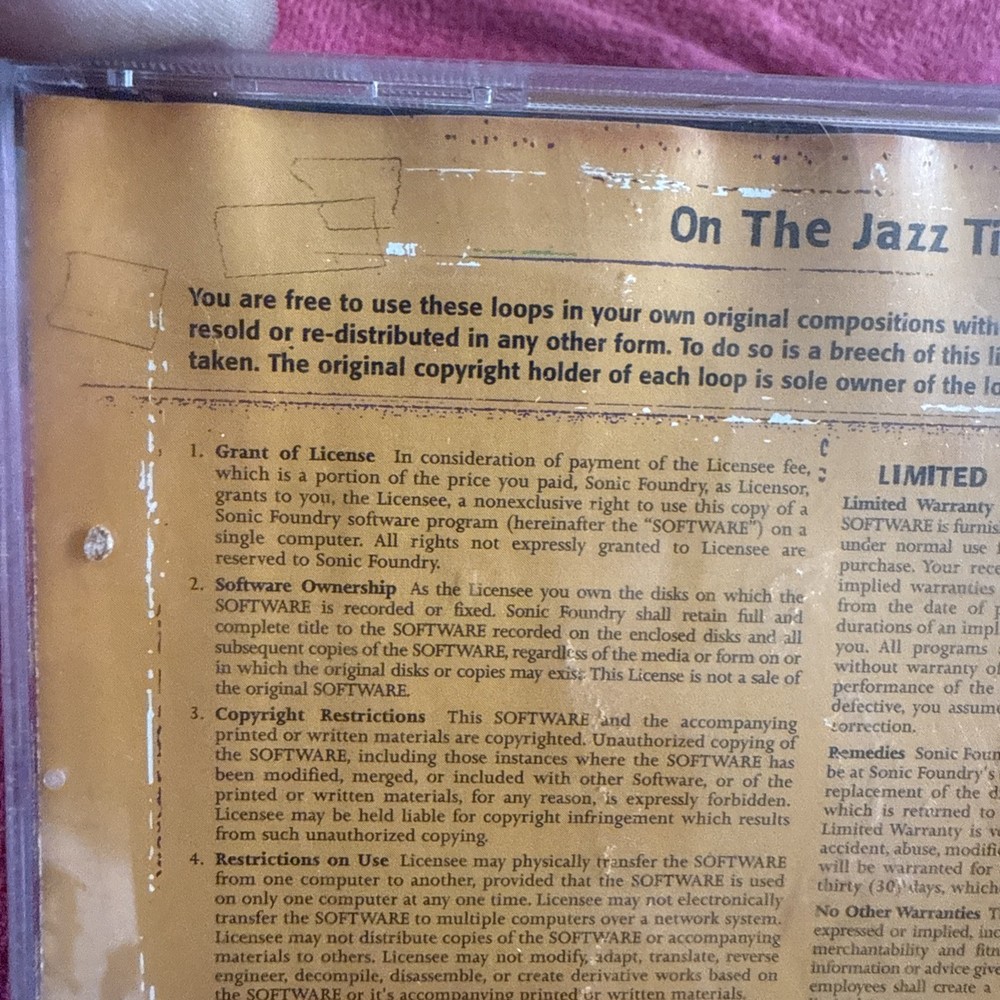 On The Jazz
You are free to use these loops in your own original compositions with
resold or re-distributed in any other form. To do so is a breech of this
taken. The original copyright holder of each loop is sole owner of the
1. Grant of License In consideration of payment of the Licensee fee,
which is a portion of the price you paid, Sonic Foundry, as Licensor,
grants to you, the Licensee, a nonexclusive right to use this copy of a
Sonic Foundry software program (hereinafter the “SOFTWARE”) on a
single computer. All rights not expressly granted to Licensee are
reserved to Sonic Foundry.
2. Software Ownership As the Licensee you own the disks on which the
SOFTWARE is recorded or fixed. Sonic Foundry shall retain full and
complete title to the SOFTWARE recorded on the enclosed disks and all
subsequent copies of the SOFTWARE, regardless of the media or form on or
in which the original disks or copies may exist. This License is not a sale of
the original SOFTWARE.
3. Copyright Restrictions This SOFTWARE and the accompanying
printed or written materials are copyrighted. Unauthorized copying of
the SOFTWARE, including those instances where the SOFTWARE has
been modified, merged, or included with other Software, or of the
printed or written materials, for any reason, is expressly forbidden.
Licensee may be held liable for copyright infringement which results
from such unauthorized copying.
4. Restrictions on Use Licensee may physically transfer the SOFTWARE
from one computer to another, provided that the SOFTWARE is used
on only one computer at any one time. Licensee may not electronically
transfer the SOFTWARE to multiple computers over a network system.
Licensee may not distribute copies of the SOFTWARE or accompanying
materials to others. Licensee may not modify, adapt, translate, reverse
engineer, decompile, disassemble, or create derivative works based on
the SOFTWARE or it's accompanying printed or written materials.
LIMITED
Limited Warranty
SOFTWARE is
under normal use
purchase. Your
implied warranties
from the date of
durations of an
you. All programs
without warranty
performance of the
defective, you
correction.
Remedies Sonic
be at Sonic Foundry's
replacement of the
which is returned to
Limited Warranty is
accident, abuse,
will be warranted for
thirty (30) days, which
No Other Warranties
expressed or implied,
merchantability and
information or advice
employees shall create a